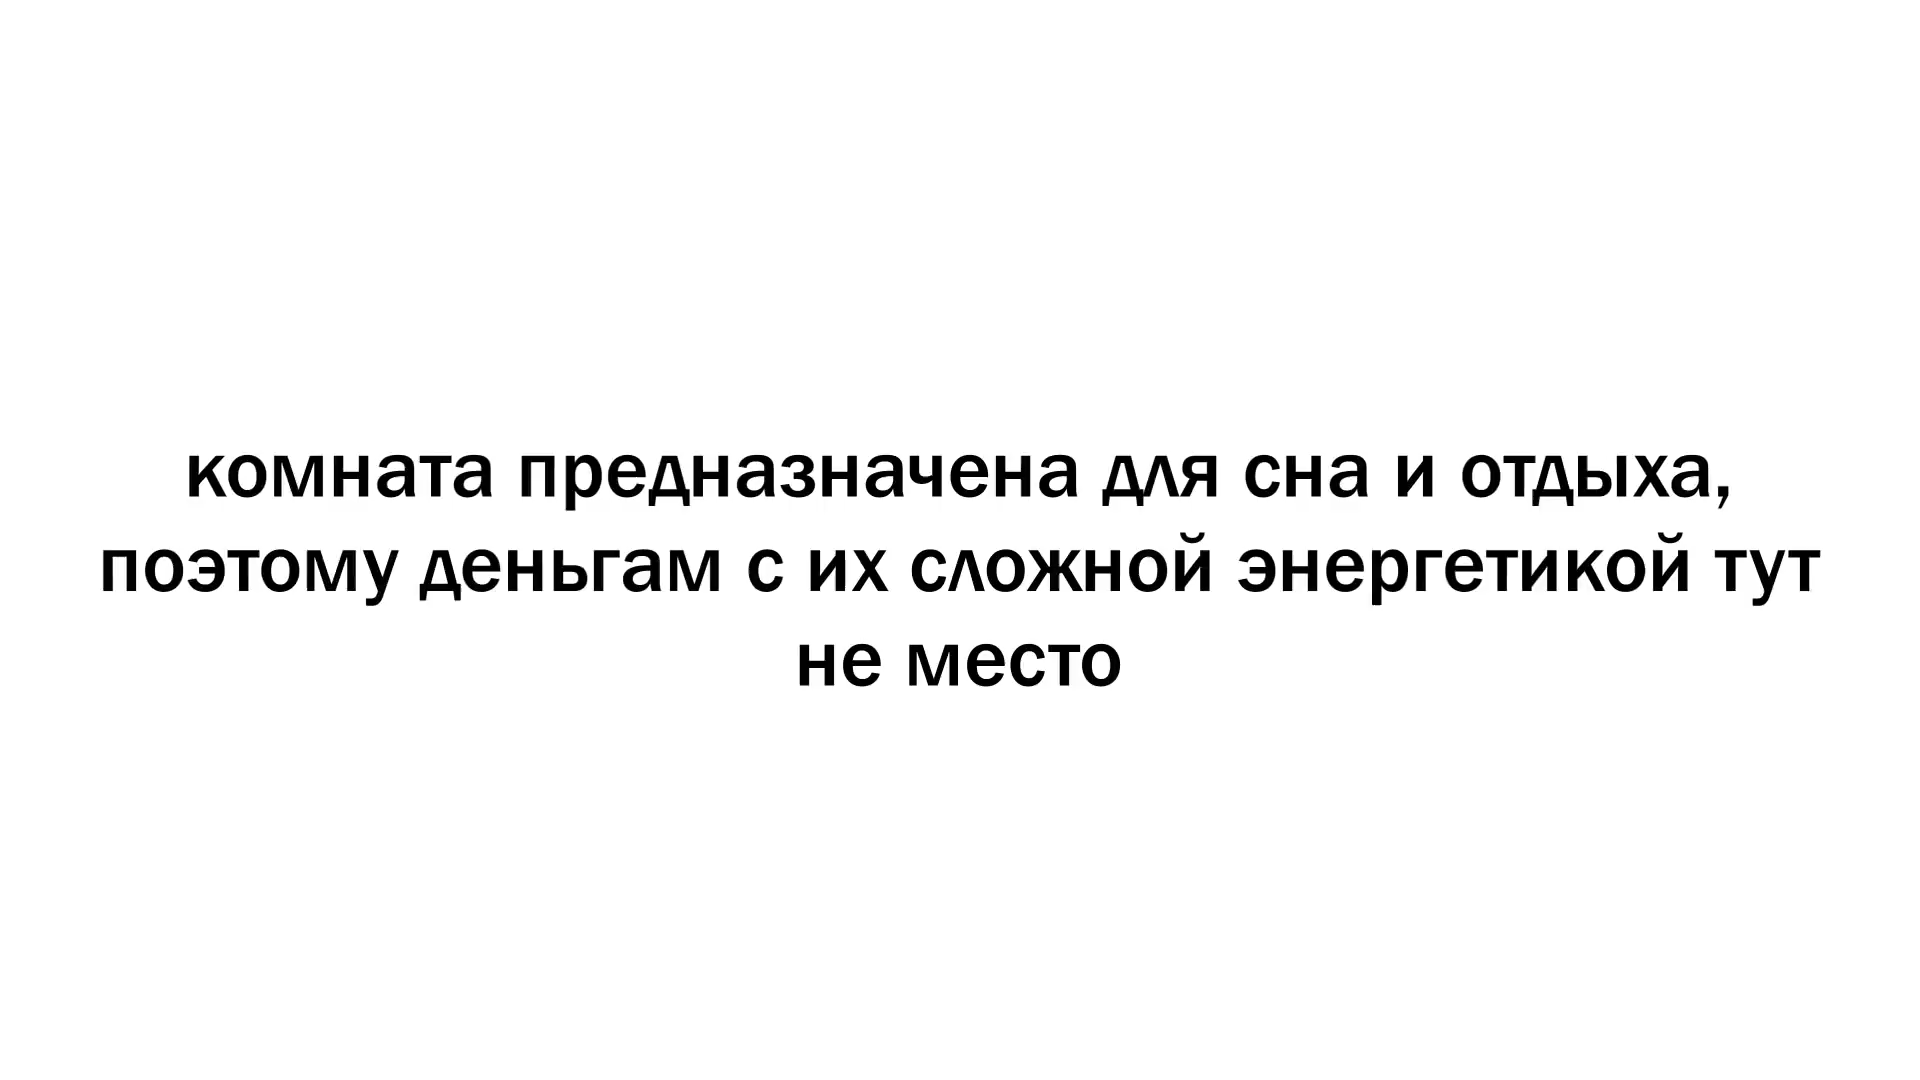 комната предназначена для сна и отдыха,
поэтому деньгам с их сложной энергетикой тут
не место